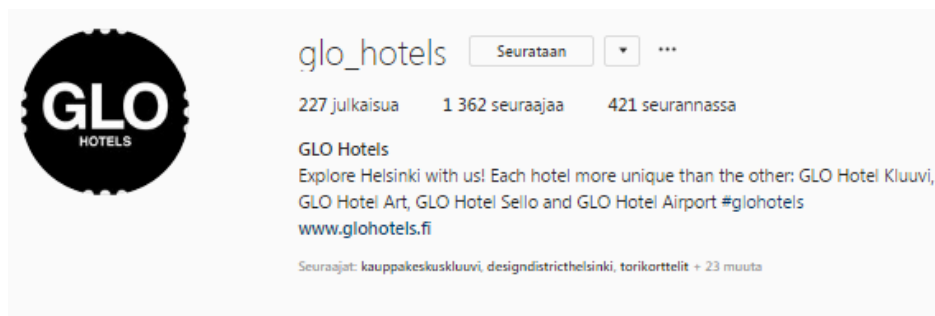 GLO
HOTELS
glo_hotels Seurataan
227 julkaisua 1 362 seuraajaa 421 seurannassa
GLO Hotels
Explore Helsinki with us! Each hotel more unique than the other: GLO Hotel Kluuvi,
GLO Hotel Art, GLO Hotel Sello and GLO Hotel Airport #glohotels
www.glohotels.fi
Seuraajat: kauppakeskuskluuvi, designdistricthelsinki, torikorttelit + 23 muuta